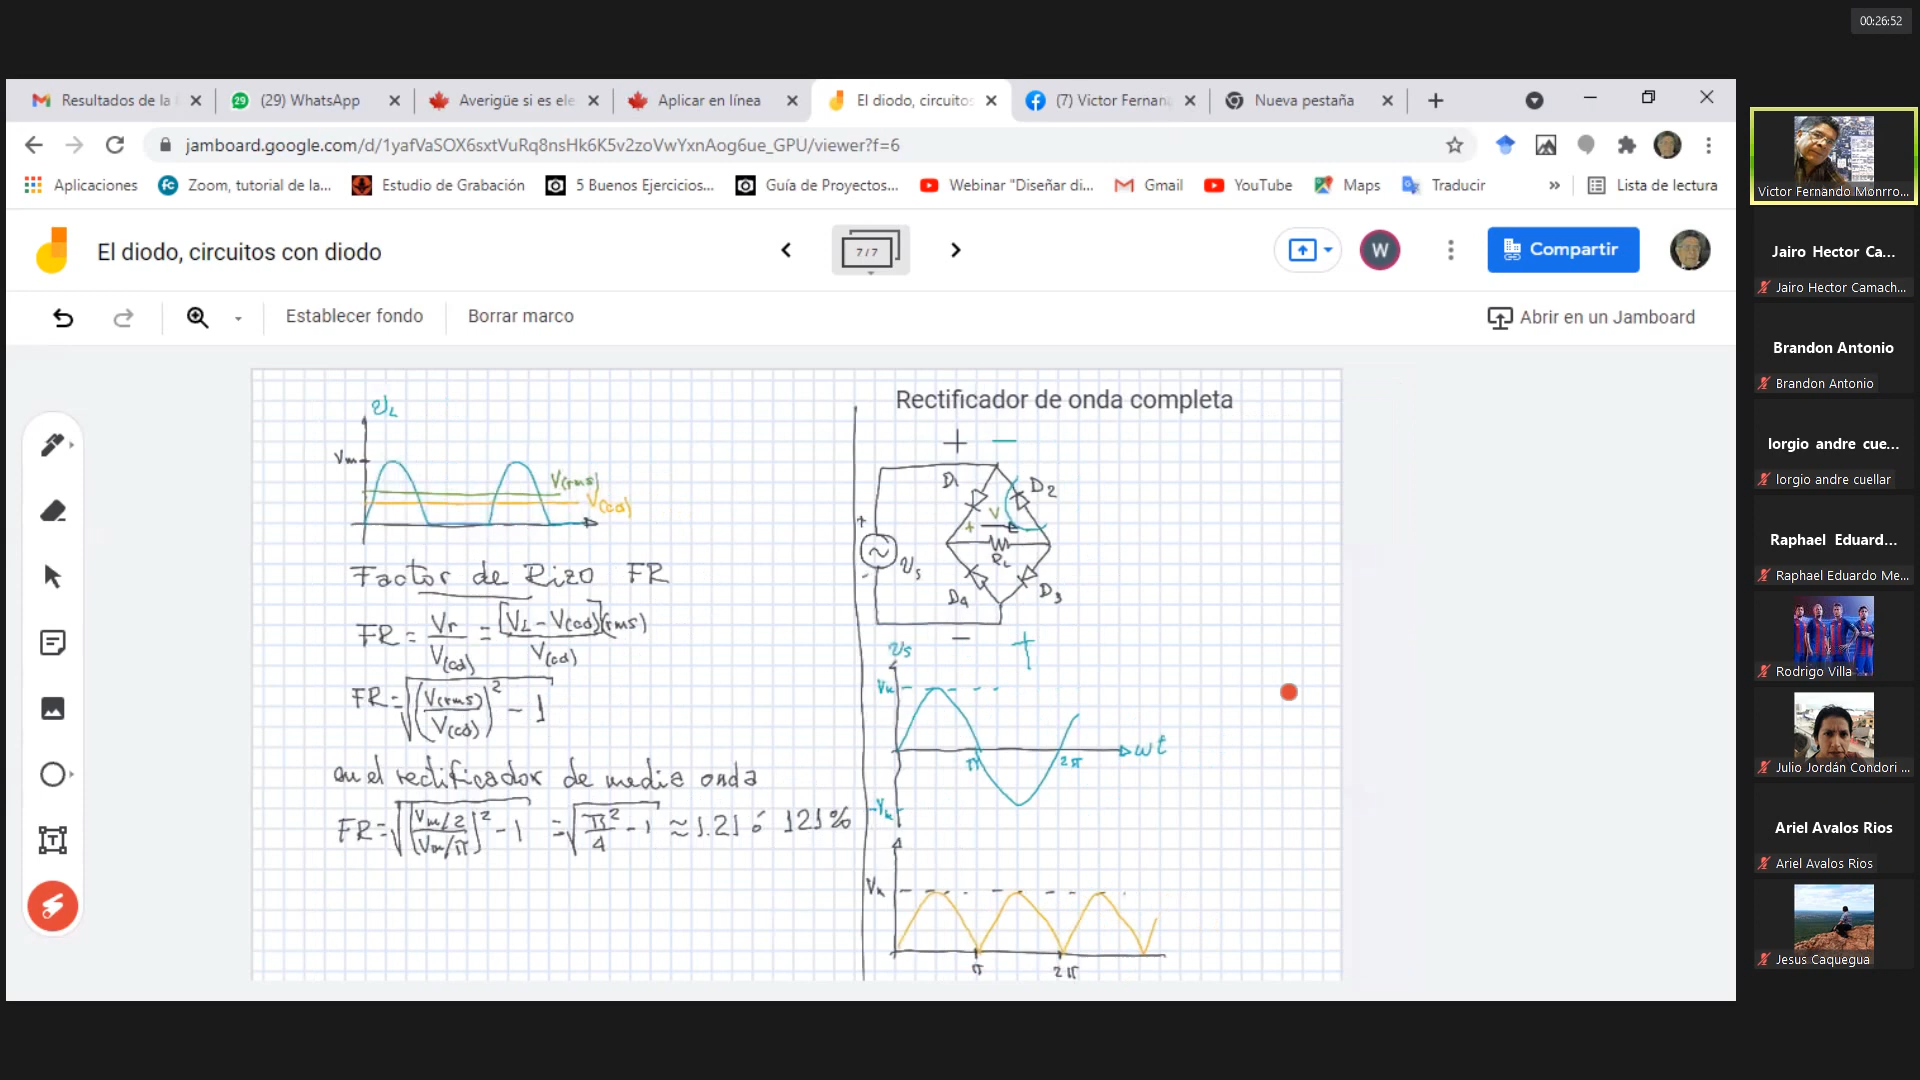 00:26:52
Resultados de la
(29) WhatsApp
Averigüe si es ele
Aplicar en línea
El diodo, circuitos
(7) Victor Fernan
Nueva pestaña
jamboard.google.com/d/1yafVaSOX6sxtVuRq8nsHk6K5v2zoVwYxnAog6ue_GPU/viewer?f=6
Aplicaciones
Zoom, tutorial de la...
Estudio de Grabación
5 Buenos Ejercicios...
Guía de Proyectos...
Webinar "Diseñar di...
Gmail
YouTube
Maps
Traducir
»
Lista de lectura
El diodo, circuitos con diodo
7/7
W
Compartir
Establecer fondo
Borrar marco
Abrir en un Jamboard
VL
Vm
V(rms)
V(cd)
Factor de Rizo FR
FR = Vr / V(cd) = [VL - V(cd)](rms) / V(cd)
FR = √((V(rms) / V(cd))² - 1)
en el rectificador de media onda
FR = √([(Vm/2) / (Vm/π)]² - 1) = √(π²/4 - 1) ≈ 1.21 ó 121%
Rectificador de onda completa
+ −
D1
D2
+ V
+
RL
Vs
-
D4
D3
− +
Vs
Vm
π
2π
wt
-Vm
Vm
π
2π
Victor Fernando Monrro...
Jairo Hector Ca...
Jairo Hector Camach...
Brandon Antonio
Brandon Antonio
Iorgio andre cue...
Iorgio andre cuellar
Raphael Eduard...
Raphael Eduardo Me...
Rodrigo Villa
Julio Jordán Condori ...
Ariel Avalos Rios
Ariel Avalos Rios
Jesus Caquegua